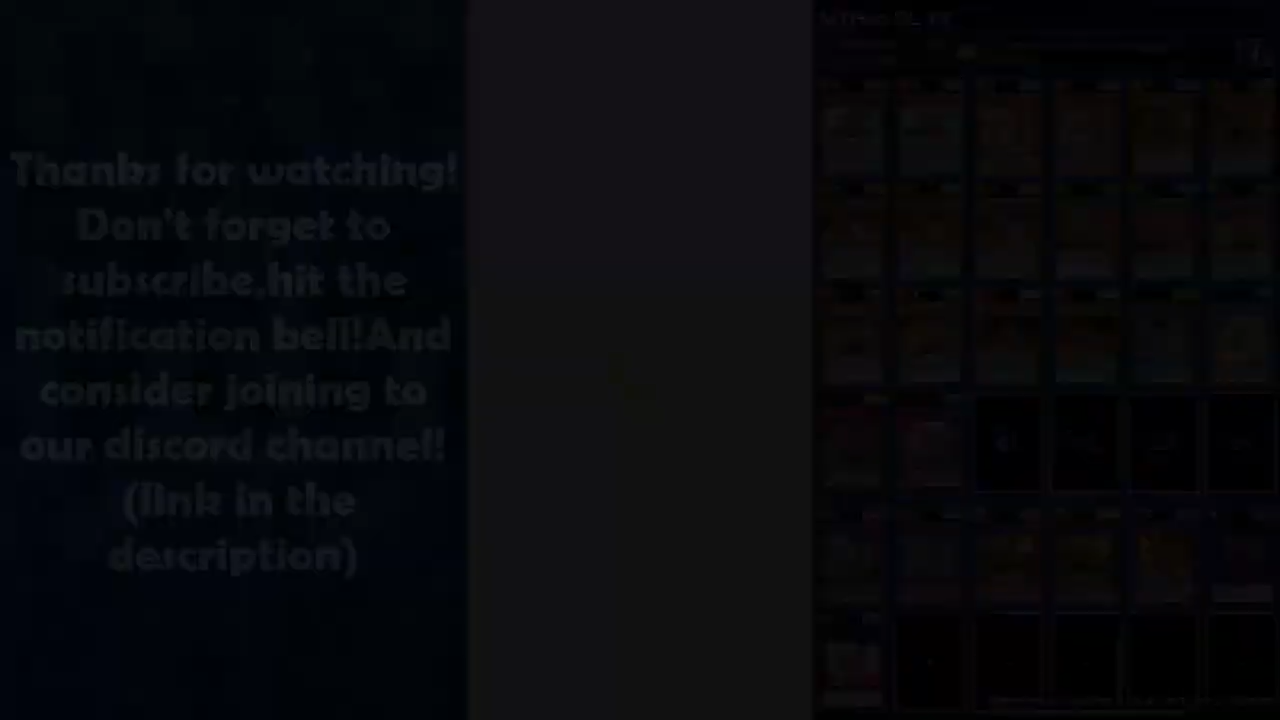 Thanks for watching!
Don't forget to
subscribe,hit the
notification bell!And
consider joining to
our discord channel!
(link in the
description)